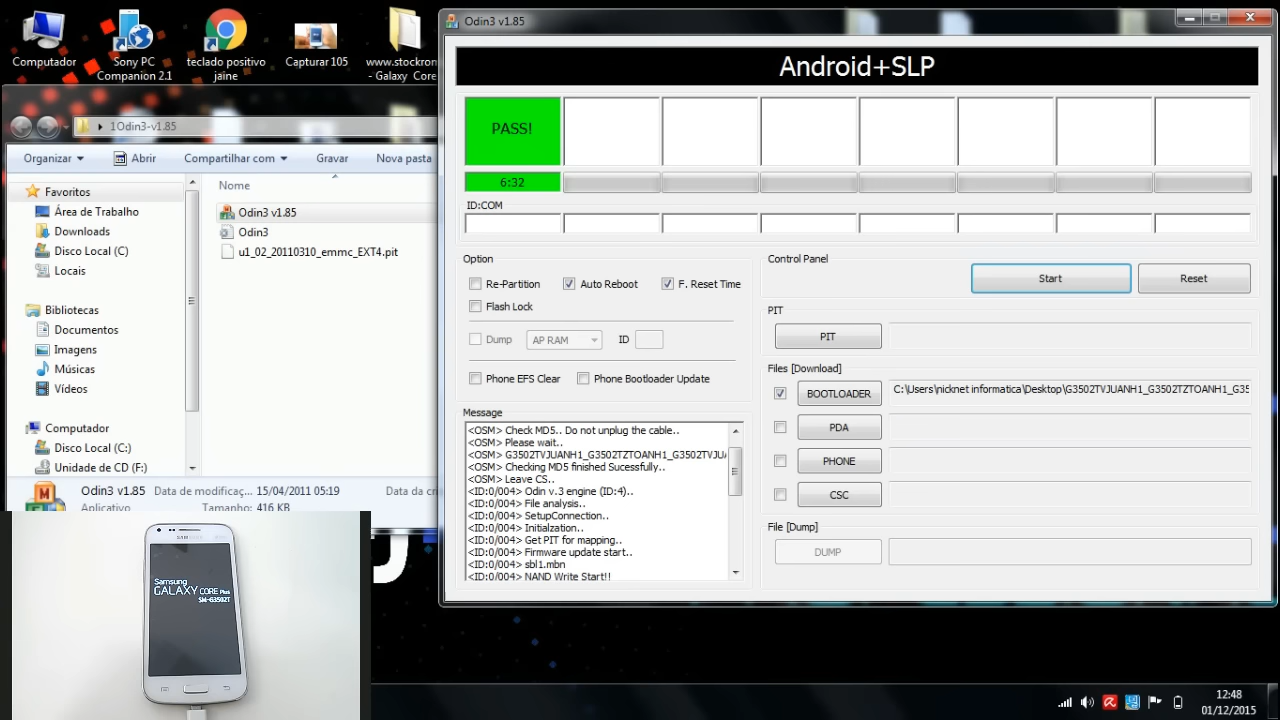 Computador
Sony PC
Companion 2.1
teclado positivo
jaine
Capturar105
www.stockrom
- Galaxy Core
1Odin3-v1.85
Organizar
Abrir
Compartilhar com
Gravar
Nova pasta
Favoritos
Área de Trabalho
Downloads
Disco Local (C)
Locais
Bibliotecas
Documentos
Imagens
Músicas
Vídeos
Computador
Disco Local (C:)
Unidade de CD (F:)
Nome
Odin3 v1.85
Odin3
u1_02_20110310_emmc_EXT4.pit
Odin3 v1.85 Data de modificaç... 15/04/2011 05:19 Data da cri
Aplicativo Tamanho: 416 KB
SAMSUNG
Samsung
GALAXY CORE Plus
SM-G3502T
Odin3 v1.85
Android+SLP
PASS!
6:32
ID:COM
Option
Re-Partition Auto Reboot F. Reset Time
Flash Lock
Dump AP RAM ID
Phone EFS Clear Phone Bootloader Update
Message
<OSM> Check MD5.. Do not unplug the cable..
<OSM> Please wait..
<OSM> G3502TVJUANH1_G3502TZTOANH1_G3502TVJU
<OSM> Checking MD5 finished Sucessfully..
<OSM> Leave CS..
<ID:0/004> Odin v.3 engine (ID:4)..
<ID:0/004> File analysis..
<ID:0/004> SetupConnection..
<ID:0/004> Initialzation..
<ID:0/004> Get PIT for mapping..
<ID:0/004> Firmware update start..
<ID:0/004> sbl1.mbn
<ID:0/004> NAND Write Start!!
Control Panel
Start
Reset
PIT
PIT
Files [Download]
BOOTLOADER C:\Users\nicknet informatica\Desktop\G3502TVJUANH1_G3502TZTOANH1_G35
PDA
PHONE
CSC
File [Dump]
DUMP
12:48
01/12/2015